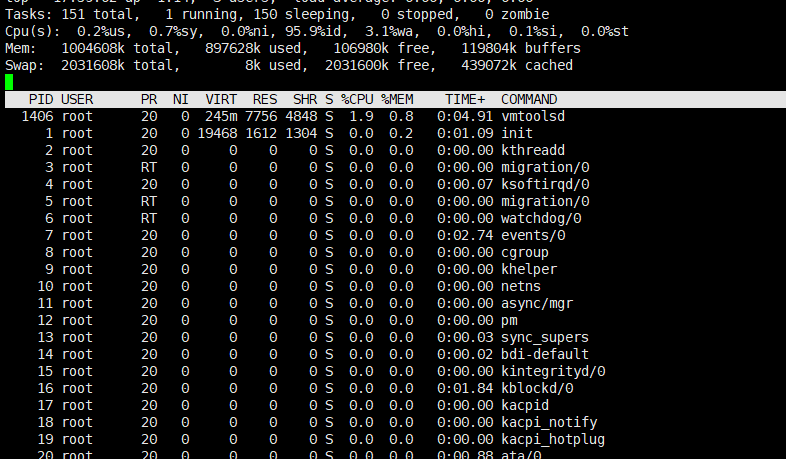 Tasks: 151 total,   1 running, 150 sleeping,   0 stopped,   0 zombie
Cpu(s):  0.2%us,  0.7%sy,  0.0%ni, 95.9%id,  3.1%wa,  0.0%hi,  0.1%si,  0.0%st
Mem:   1004608k total,   897628k used,   106980k free,   119804k buffers
Swap:  2031608k total,        8k used,  2031600k free,   439072k cached
PID USER      PR  NI  VIRT  RES  SHR S %CPU %MEM    TIME+  COMMAND
1406 root      20   0  245m 7756 4848 S  1.9  0.8   0:04.91 vmtoolsd
1 root      20   0 19468 1612 1304 S  0.0  0.2   0:01.09 init
2 root      20   0     0    0    0 S  0.0  0.0   0:00.00 kthreadd
3 root      RT   0     0    0    0 S  0.0  0.0   0:00.00 migration/0
4 root      20   0     0    0    0 S  0.0  0.0   0:00.07 ksoftirqd/0
5 root      RT   0     0    0    0 S  0.0  0.0   0:00.00 migration/0
6 root      RT   0     0    0    0 S  0.0  0.0   0:00.00 watchdog/0
7 root      20   0     0    0    0 S  0.0  0.0   0:02.74 events/0
8 root      20   0     0    0    0 S  0.0  0.0   0:00.00 cgroup
9 root      20   0     0    0    0 S  0.0  0.0   0:00.00 khelper
10 root      20   0     0    0    0 S  0.0  0.0   0:00.00 netns
11 root      20   0     0    0    0 S  0.0  0.0   0:00.00 async/mgr
12 root      20   0     0    0    0 S  0.0  0.0   0:00.00 pm
13 root      20   0     0    0    0 S  0.0  0.0   0:00.03 sync_supers
14 root      20   0     0    0    0 S  0.0  0.0   0:00.02 bdi-default
15 root      20   0     0    0    0 S  0.0  0.0   0:00.00 kintegrityd/0
16 root      20   0     0    0    0 S  0.0  0.0   0:01.84 kblockd/0
17 root      20   0     0    0    0 S  0.0  0.0   0:00.00 kacpid
18 root      20   0     0    0    0 S  0.0  0.0   0:00.00 kacpi_notify
19 root      20   0     0    0    0 S  0.0  0.0   0:00.00 kacpi_hotplug
20 root      20   0     0    0    0 S  0.0  0.0   0:00.88 ata/0